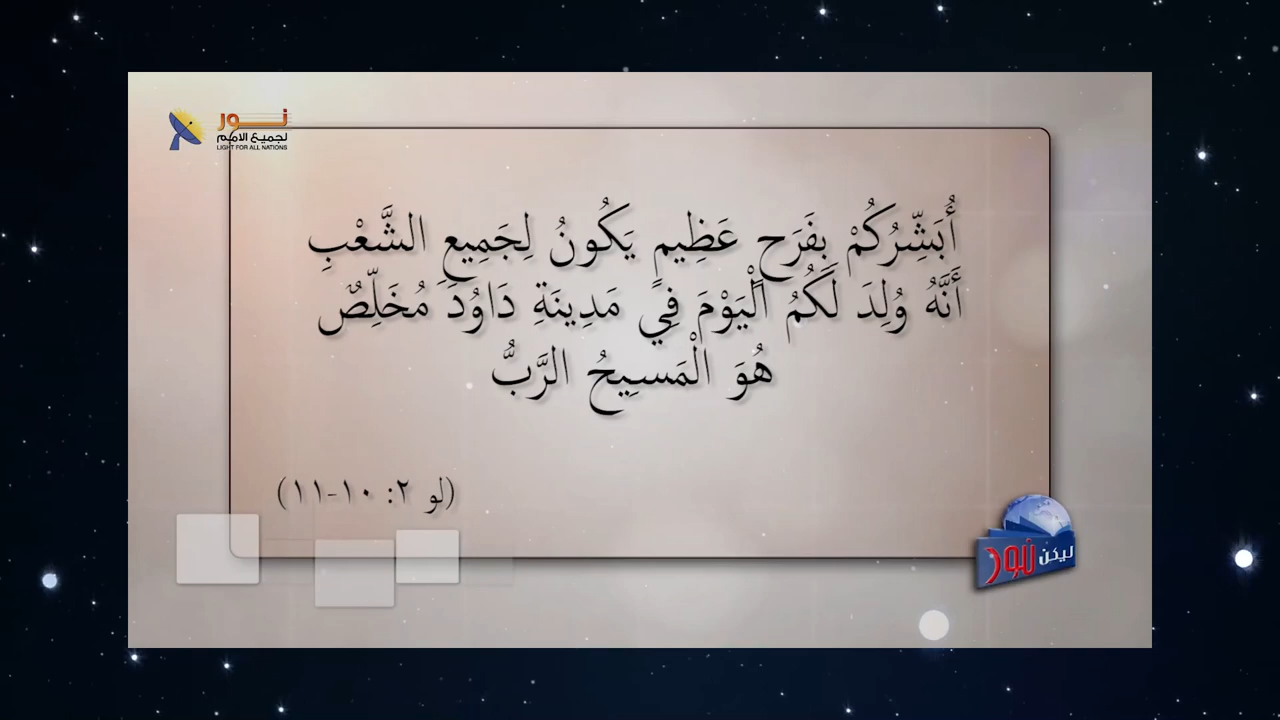 نور
لجميع الامم
LIGHT FOR ALL NATIONS
أُبَشِّرُكُمْ بِفَرَحٍ عَظِيمٍ يَكُونُ لِجَمِيعِ الشَّعْبِ
أَنَّهُ وُلِدَ لَكُمُ الْيَوْمَ فِي مَدِينَةِ دَاوُدَ مُخَلِّصٌ
هُوَ الْمَسِيحُ الرَّبُّ
(لو ٢: ١٠-١١)
ليكن نور